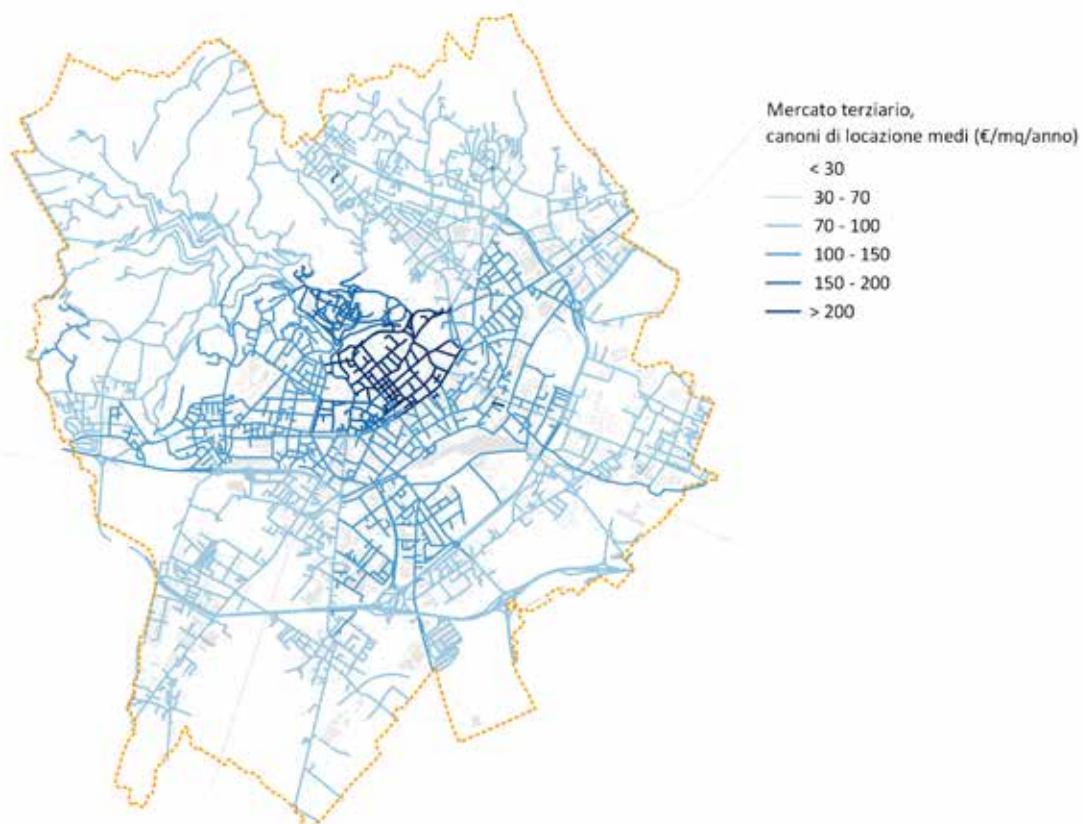 Mercato terziario,
canoni di locazione medi (€/mq/anno)
< 30
30 - 70
70 - 100
100 - 150
150 - 200
> 200